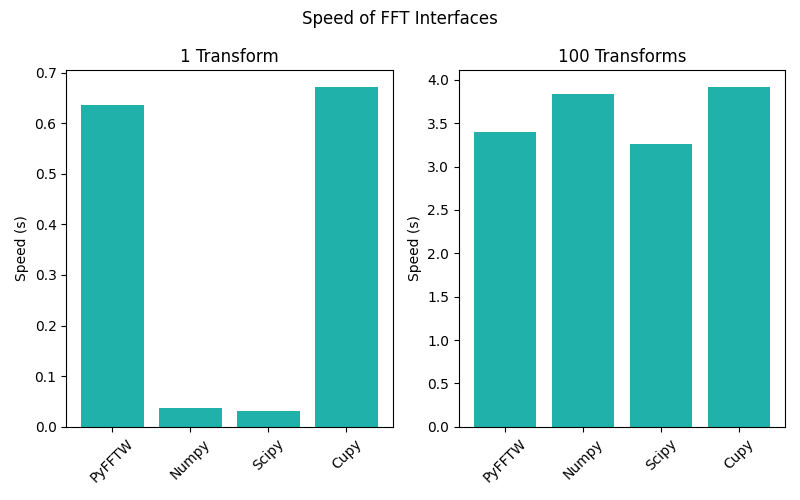 Speed of FFT Interfaces
1 Transform
0.7
0.6
0.5
0.4
0.3
0.2
0.1
0.0
Speed (s)
PyFFTW
Numpy
Scipy
Cupy
100 Transforms
4.0
3.5
3.0
2.5
2.0
1.5
1.0
0.5
0.0
Speed (s)
PyFFTW
Numpy
Scipy
Cupy